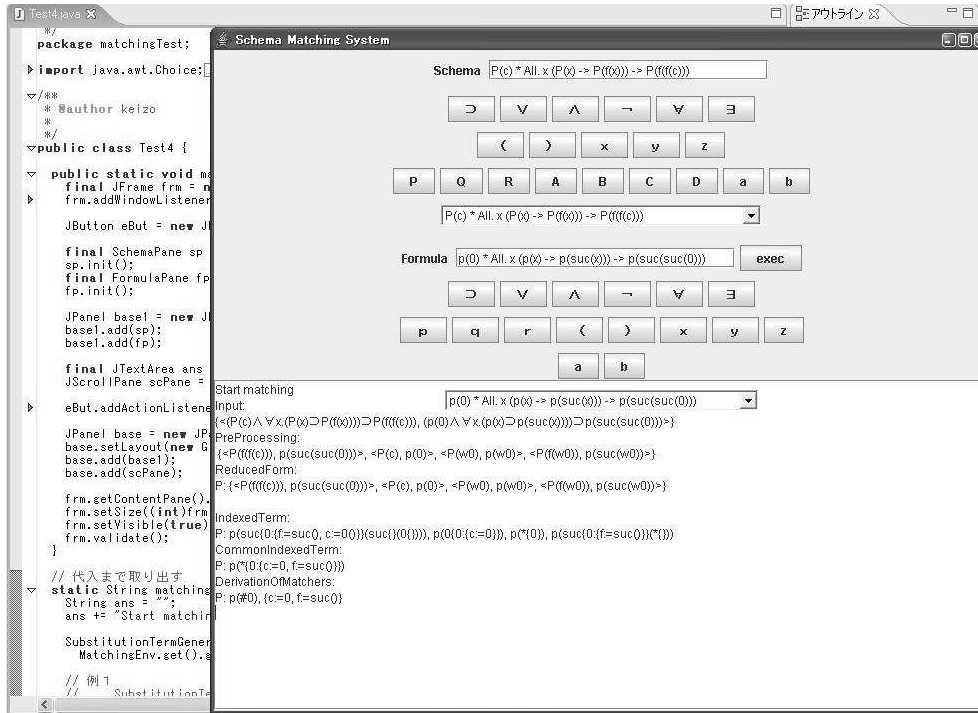 Test4.java
アウトライン
*/
package matchingTest;
import java.awt.Choice;
/**
* @author keizo
*
*/
public class Test4 {
public static void ma
final JFrame frm = n
frm.addWindowListener
JButton eBut = new J
final SchemaPane sp
sp.init();
final FormulaPane fp
fp.init();
JPanel base1 = new J
base1.add(sp);
base1.add(fp);
final JTextArea ans
JScrollPane scPane =
eBut.addActionListene
JPanel base = new JP
base.setLayout(new G
base.add(base1);
base.add(scPane);
frm.getContentPane().
frm.setSize((int)frm
frm.setVisible(true)
frm.validate();
}
// 代入まで取り出す
static String matching
String ans = "";
ans += "Start matchin
SubstitutionTermGener
MatchingEnv.get().g
// 例1
// SubstitutionTe
Schema Matching System
Schema P(c) * All. x (P(x) -> P(f(x))) -> P(f(f(c)))
⊃ ∨ ∧ ¬ ∀ ∃
( ) x y z
P Q R A B C D a b
P(c) * All. x (P(x) -> P(f(x))) -> P(f(f(c)))
Formula p(0) * All. x (p(x) -> p(suc(x))) -> p(suc(suc(0))) exec
⊃ ∨ ∧ ¬ ∀ ∃
p q r ( ) x y z
a b
p(0) * All. x (p(x) -> p(suc(x))) -> p(suc(suc(0)))
Start matching
Input:
{<(P(c)∧∀x.(P(x)⊃P(f(x))))⊃P(f(f(c))), (p(0)∧∀x.(p(x)⊃p(suc(x))))⊃p(suc(suc(0)))>}
PreProcessing:
{<P(f(f(c))), p(suc(suc(0)))>, <P(c), p(0)>, <P(w0), p(w0)>, <P(f(w0)), p(suc(w0))>}
ReducedForm:
P: {<P(f(f(c))), p(suc(suc(0)))>, <P(c), p(0)>, <P(w0), p(w0)>, <P(f(w0)), p(suc(w0))>}
IndexedTerm:
P: p(suc{0:{f:=suc(), c:=0()}}(suc{}(0{}))), p(0{0:{c:=0}}), p(*{0}), p(suc{0:{f:=suc()}}(*{}))
CommonIndexedTerm:
P: p(*{0:{c:=0, f:=suc()}})
DerivationOfMatchers:
P: p(#0), {c:=0, f:=suc()}